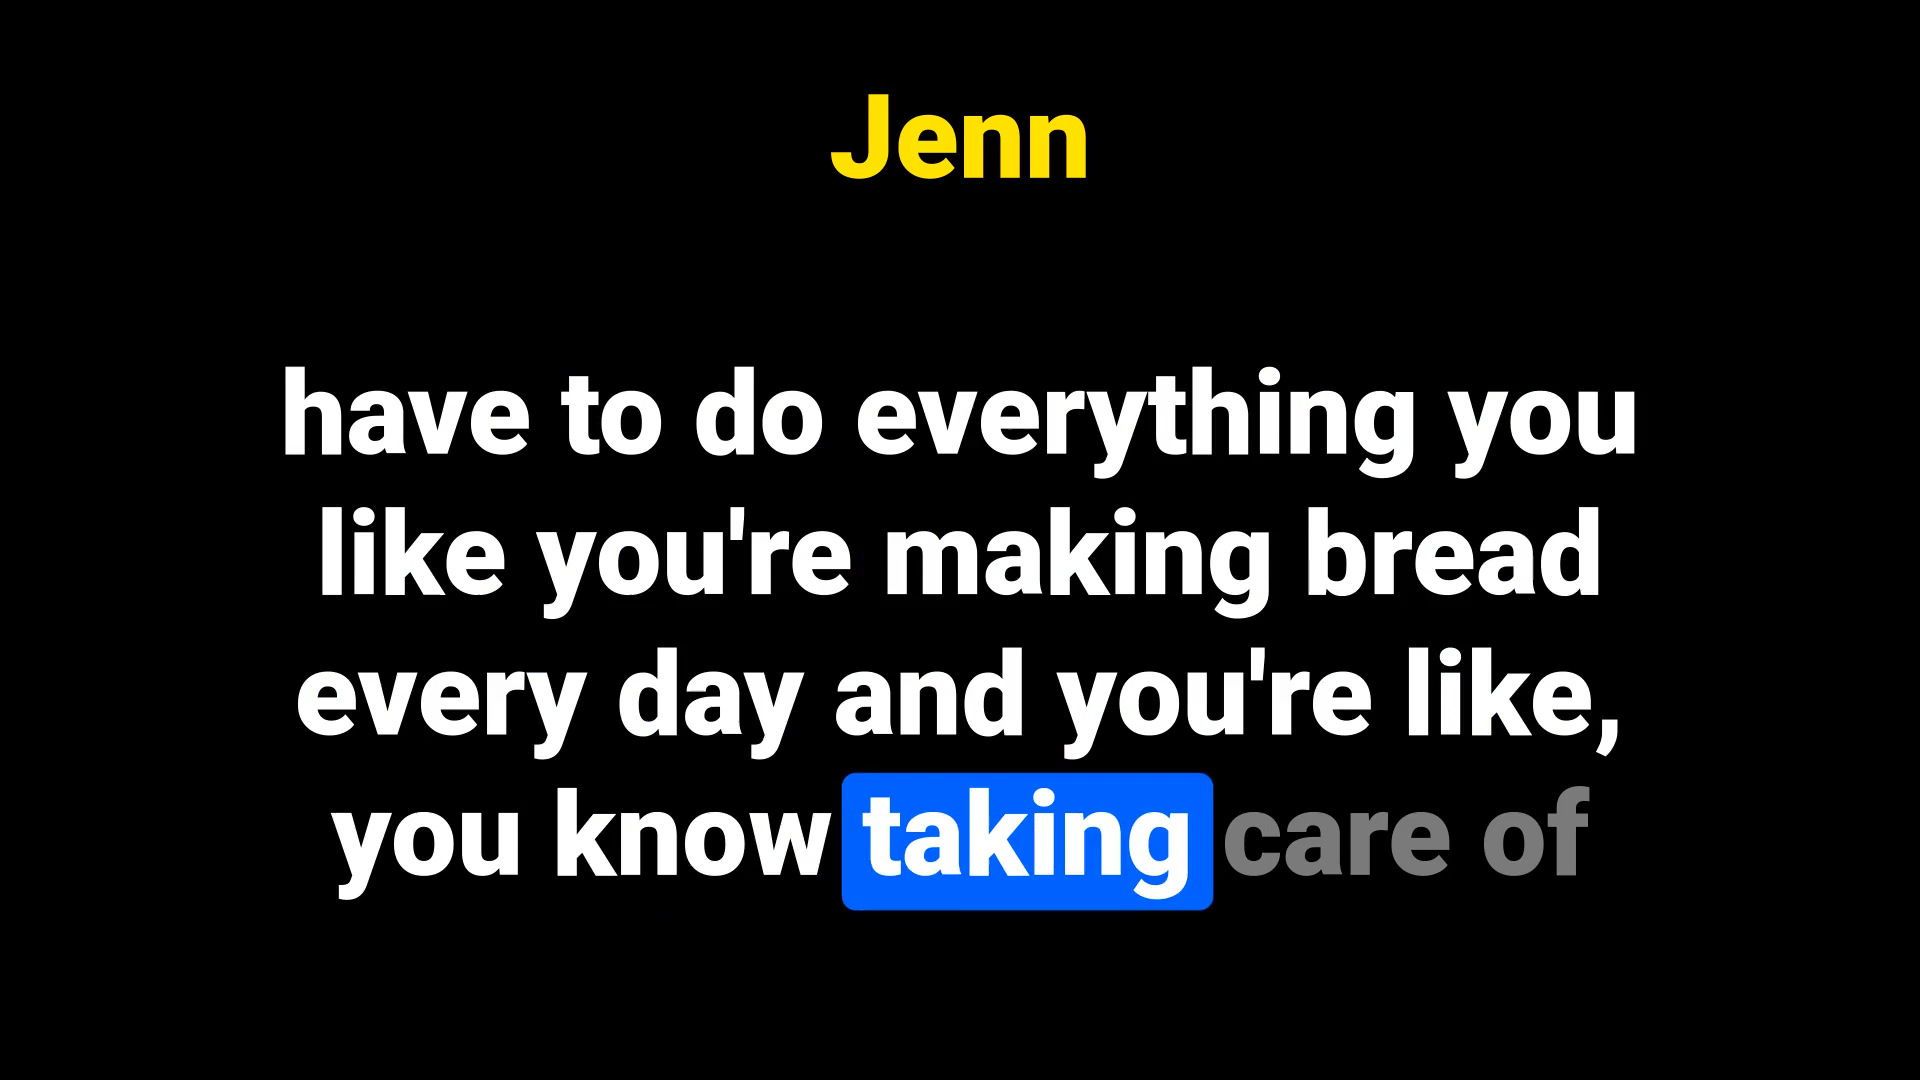 Jenn
have to do everything you
like you're making bread
every day and you're like,
you know taking care of